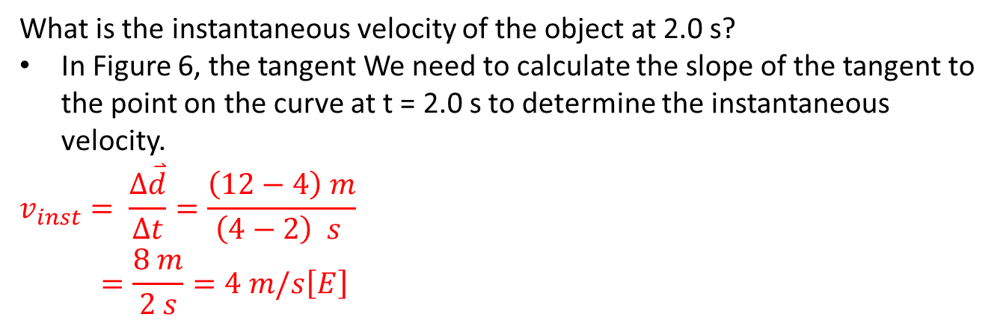 What is the instantaneous velocity of the object at 2.0 s?
• In Figure 6, the tangent We need to calculate the slope of the tangent to
the point on the curve at t = 2.0 s to determine the instantaneous
velocity.
v_{inst} = \frac{Δ\vec{d}}{Δt} = \frac{(12 − 4) m}{(4 − 2) s}
= \frac{8 m}{2 s} = 4 m/s[E]